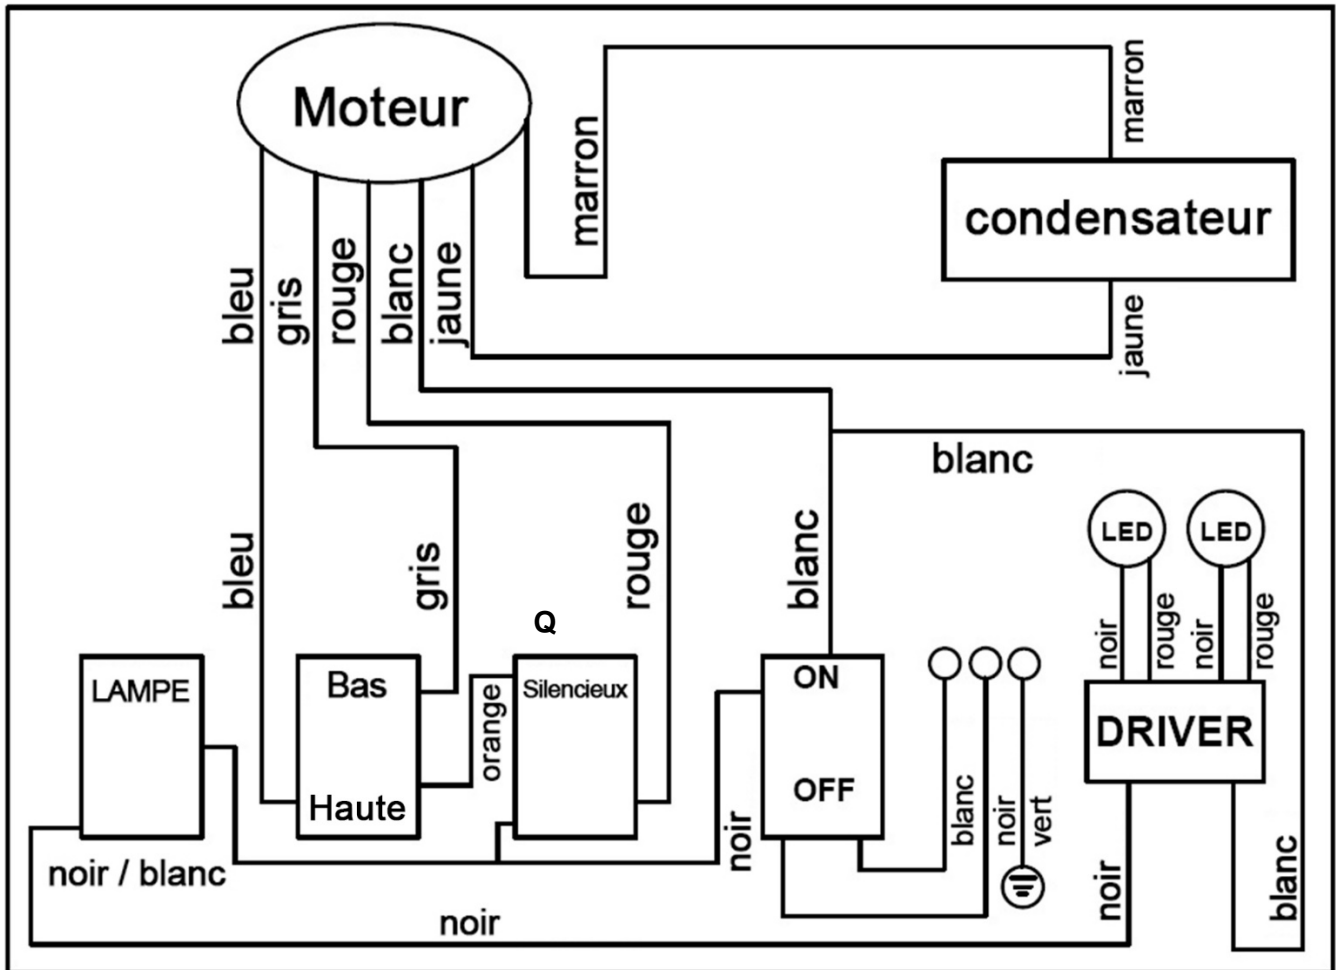 Moteur
marron
marron
condensateur
jaune
bleu
gris
rouge
blanc
jaune
blanc
bleu
gris
rouge
blanc
LED
LED
noir
rouge
noir
rouge
Q
LAMPE
Bas
Haute
orange
Silencieux
ON
OFF
noir
blanc
noir
vert
DRIVER
noir / blanc
noir
noir
blanc